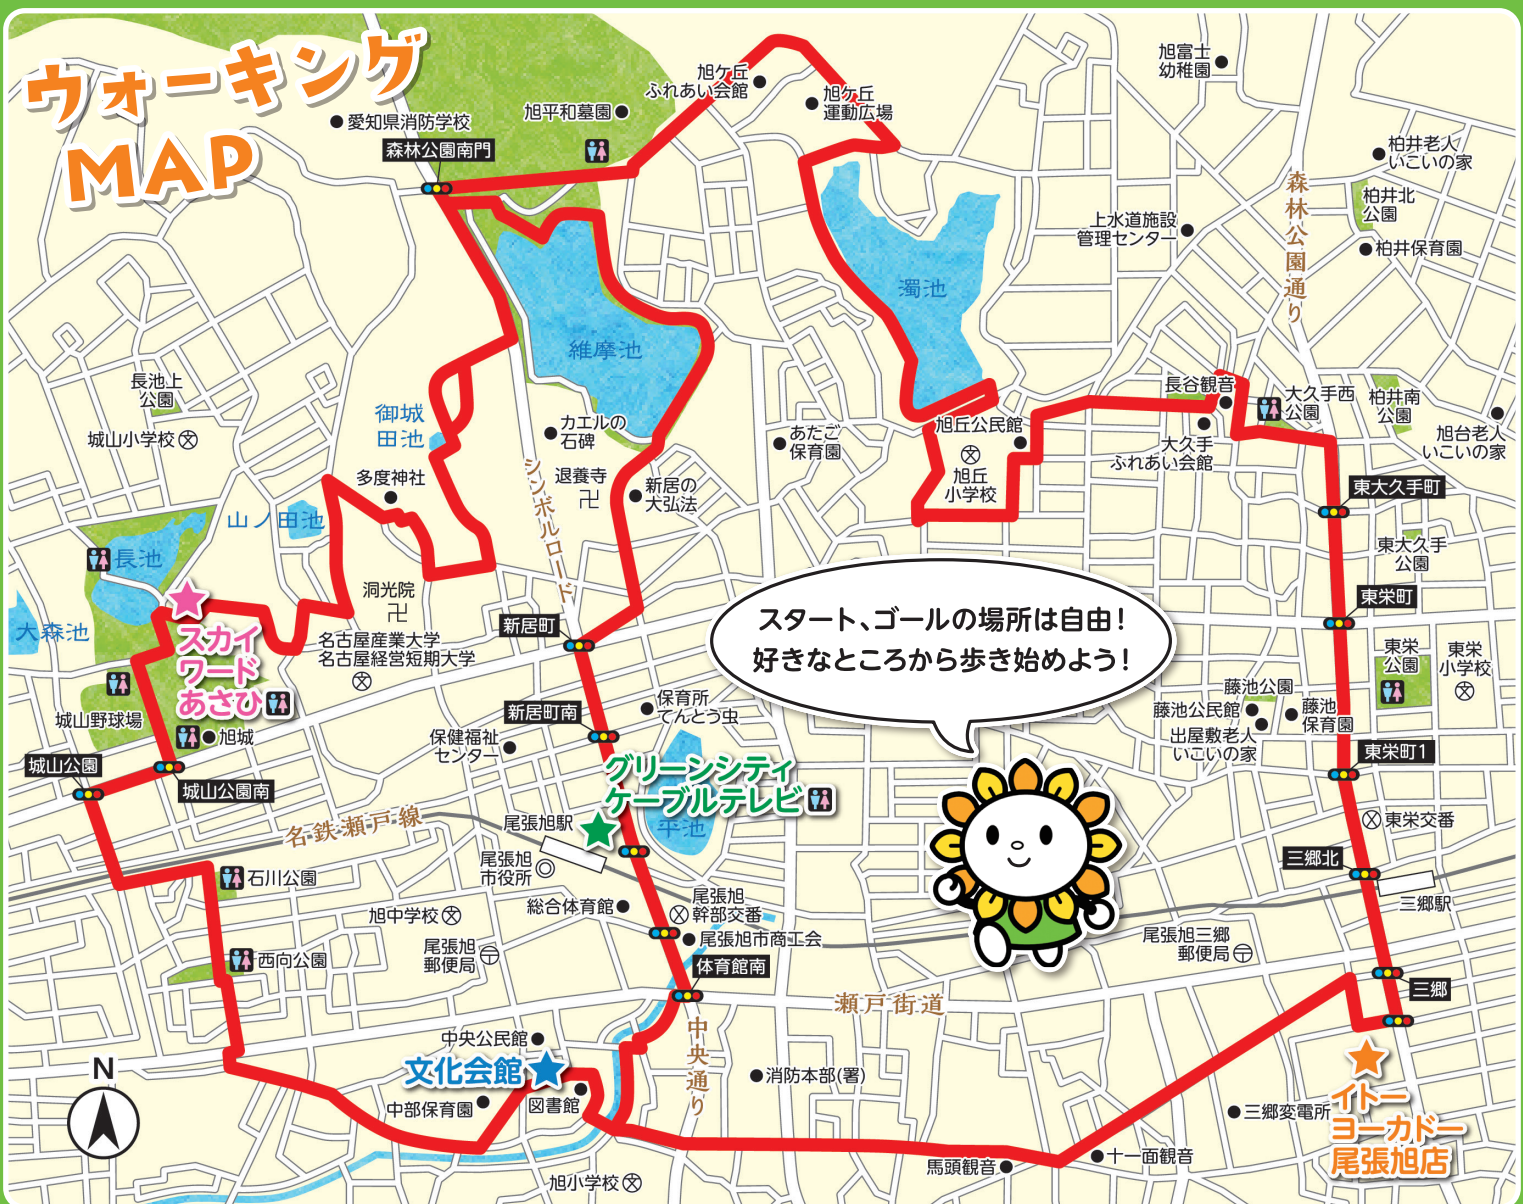 ウォーキング
MAP
愛知県消防学校
森林公園南門
旭平和墓園
旭ケ丘
ふれあい会館
旭ケ丘
運動広場
旭富士
幼稚園
柏井老人
いこいの家
柏井北
公園
柏井保育園
上水道施設
管理センター
森林公園通り
濁池
維摩池
長池上
公園
城山小学校
御城
田池
カエルの
石碑
多度神社
退養寺
新居の
大弘法
シンボルロード
あたご
保育園
旭丘公民館
旭丘
小学校
長谷観音
大久手
ふれあい会館
大久手西
公園
柏井南
公園
旭台老人
いこいの家
東大久手町
東大久手
公園
東栄町
山ノ田池
長池
大森池
洞光院
名古屋産業大学
名古屋経営短期大学
スカイ
ワード
あさひ
城山野球場
旭城
城山公園
城山公園南
新居町
新居町南
保育所
てんとう虫
保健福祉
センター
スタート、ゴールの場所は自由!
好きなところから歩き始めよう!
東栄
公園
東栄
小学校
藤池公園
藤池公民館
藤池
保育園
出屋敷老人
いこいの家
東栄町1
東栄交番
三郷北
三郷駅
グリーンシティ
ケーブルテレビ
平池
名鉄瀬戸線
尾張旭駅
尾張旭
市役所
石川公園
総合体育館
旭中学校
尾張旭
幹部交番
尾張旭市商工会
尾張旭
郵便局
体育館南
西向公園
尾張旭三郷
郵便局
三郷
瀬戸街道
中央通り
中央公民館
文化会館
図書館
中部保育園
消防本部(署)
イトー
ヨーカドー
尾張旭店
三郷変電所
十一面観音
馬頭観音
旭小学校
N